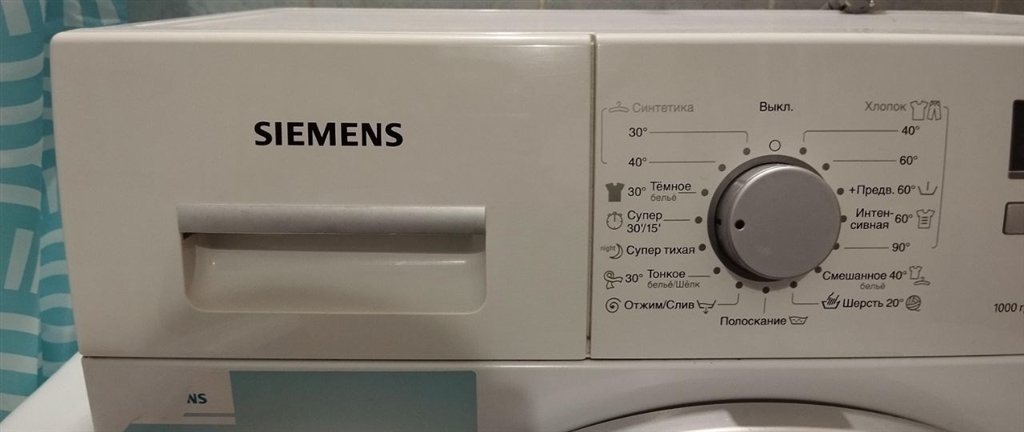 SIEMENS
Синтетика
30°
40°
30° Тёмное
бельё
Супер
30'/15'
night Супер тихая
30° Тонкое
бельё/Шёлк
Отжим/Слив
Полоскание
Выкл.
Хлопок
40°
60°
+Предв. 60°
Интен-
сивная 60°
90°
Смешанное 40°
бельё
Шерсть 20°
1000
NS